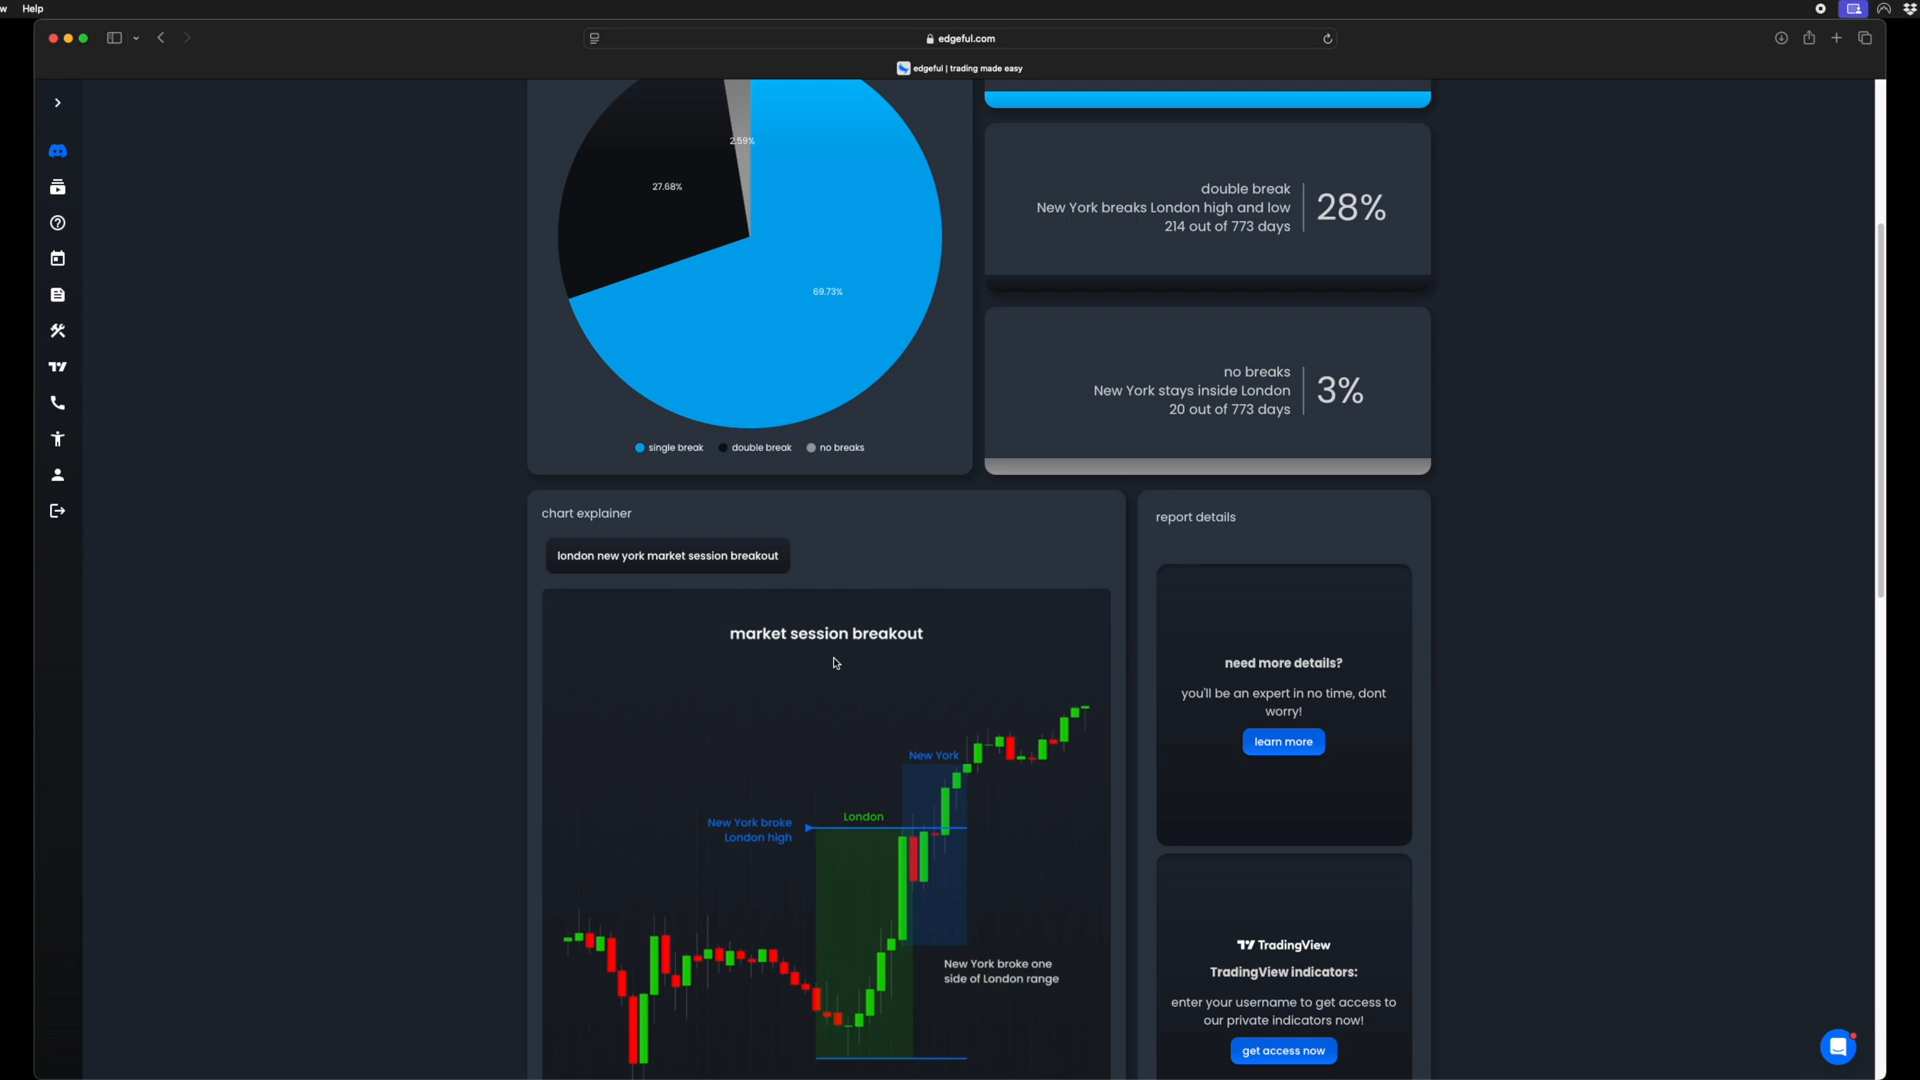 w Help
edgeful.com
edgeful | trading made easy
2.59%
27.68%
69.73%
single break
double break
no breaks
double break
New York breaks London high and low
214 out of 773 days
28%
no breaks
New York stays inside London
20 out of 773 days
3%
chart explainer
london new york market session breakout
market session breakout
New York
London
New York broke
London high
New York broke one
side of London range
report details
need more details?
you'll be an expert in no time, dont
worry!
learn more
TradingView
TradingView indicators:
enter your username to get access to
our private indicators now!
get access now